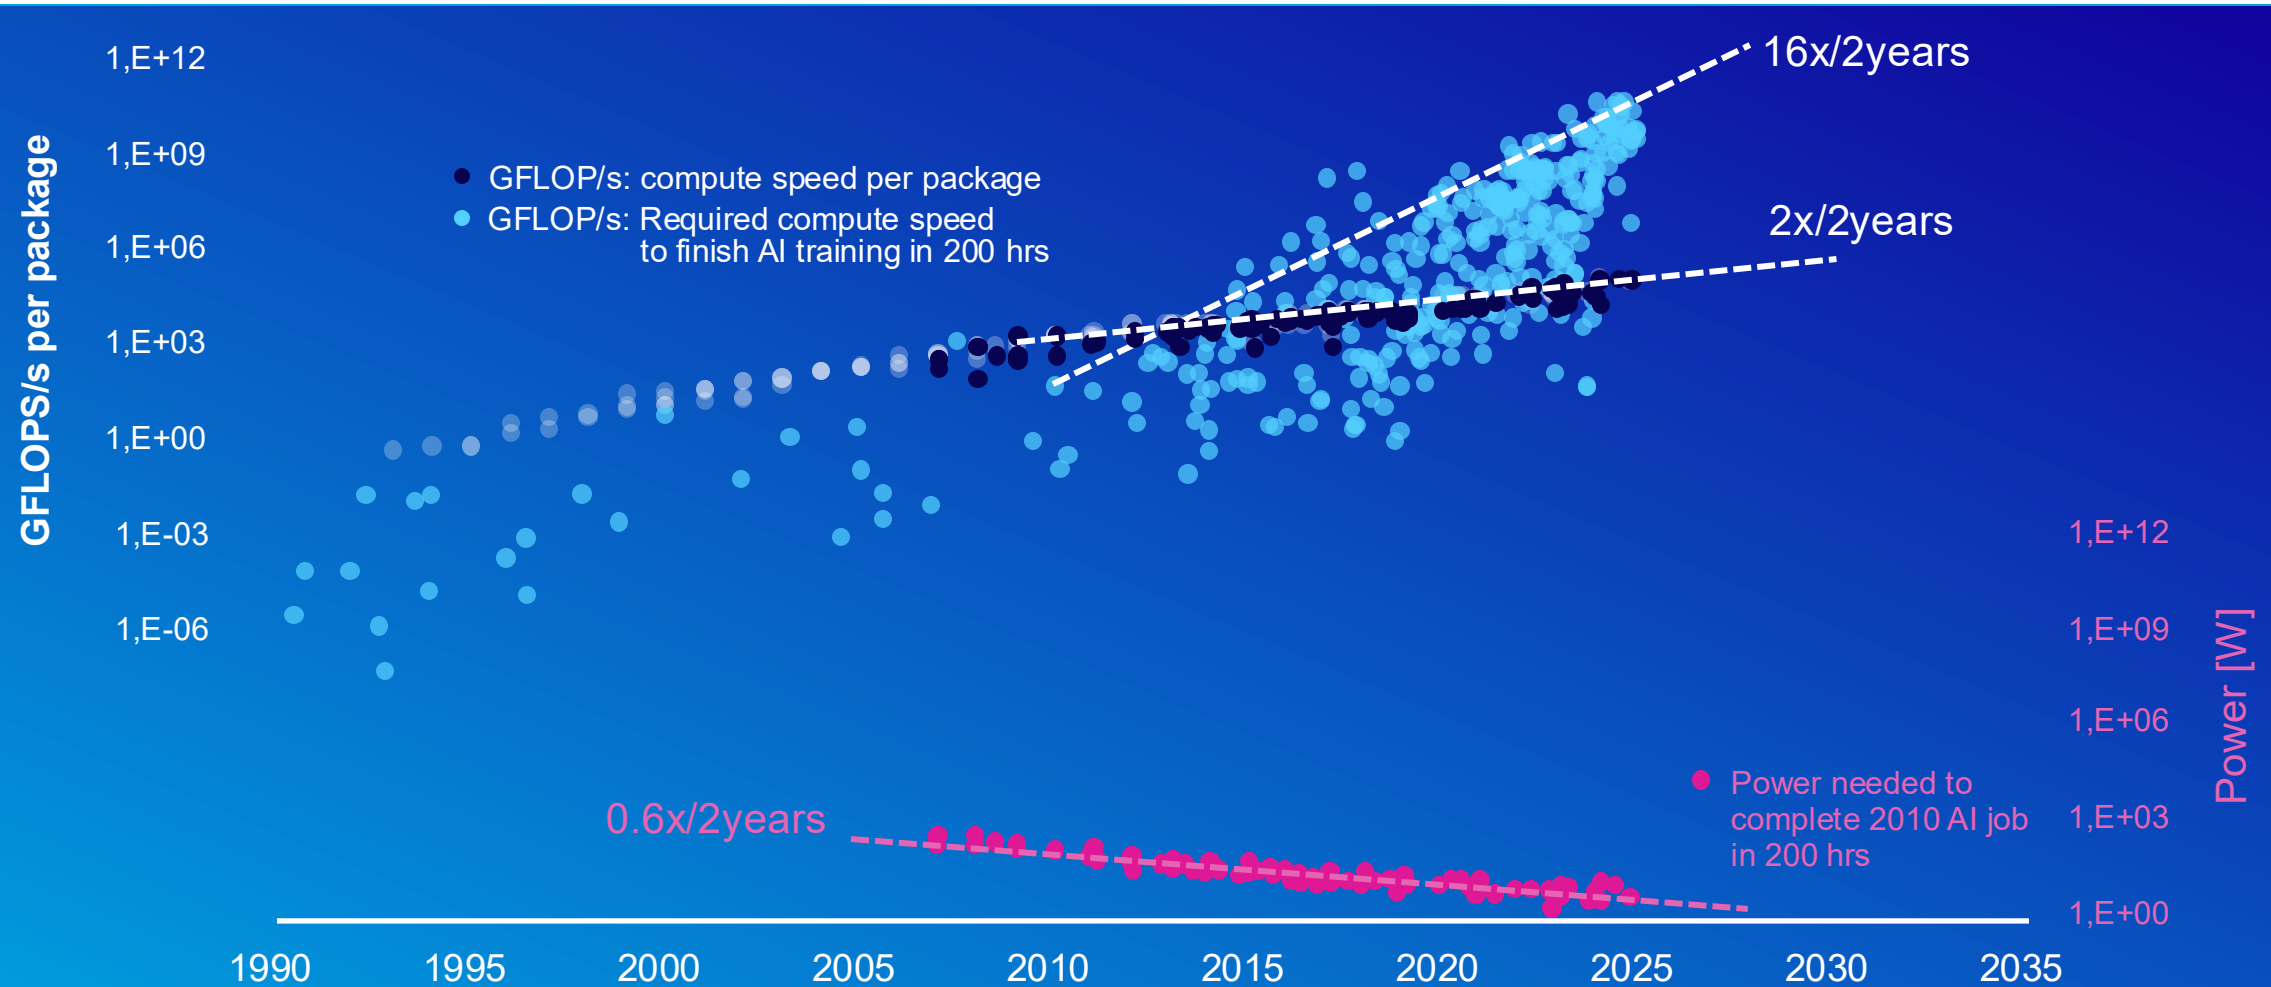 1,E+12
1,E+09
1,E+06
1,E+03
1,E+00
1,E-03
1,E-06
GFLOPS/s per package
GFLOP/s: compute speed per package
GFLOP/s: Required compute speed
to finish AI training in 200 hrs
16x/2years
2x/2years
0.6x/2years
Power needed to
complete 2010 AI job
in 200 hrs
1,E+12
1,E+09
1,E+06
1,E+03
1,E+00
Power [W]
1990 1995 2000 2005 2010 2015 2020 2025 2030 2035